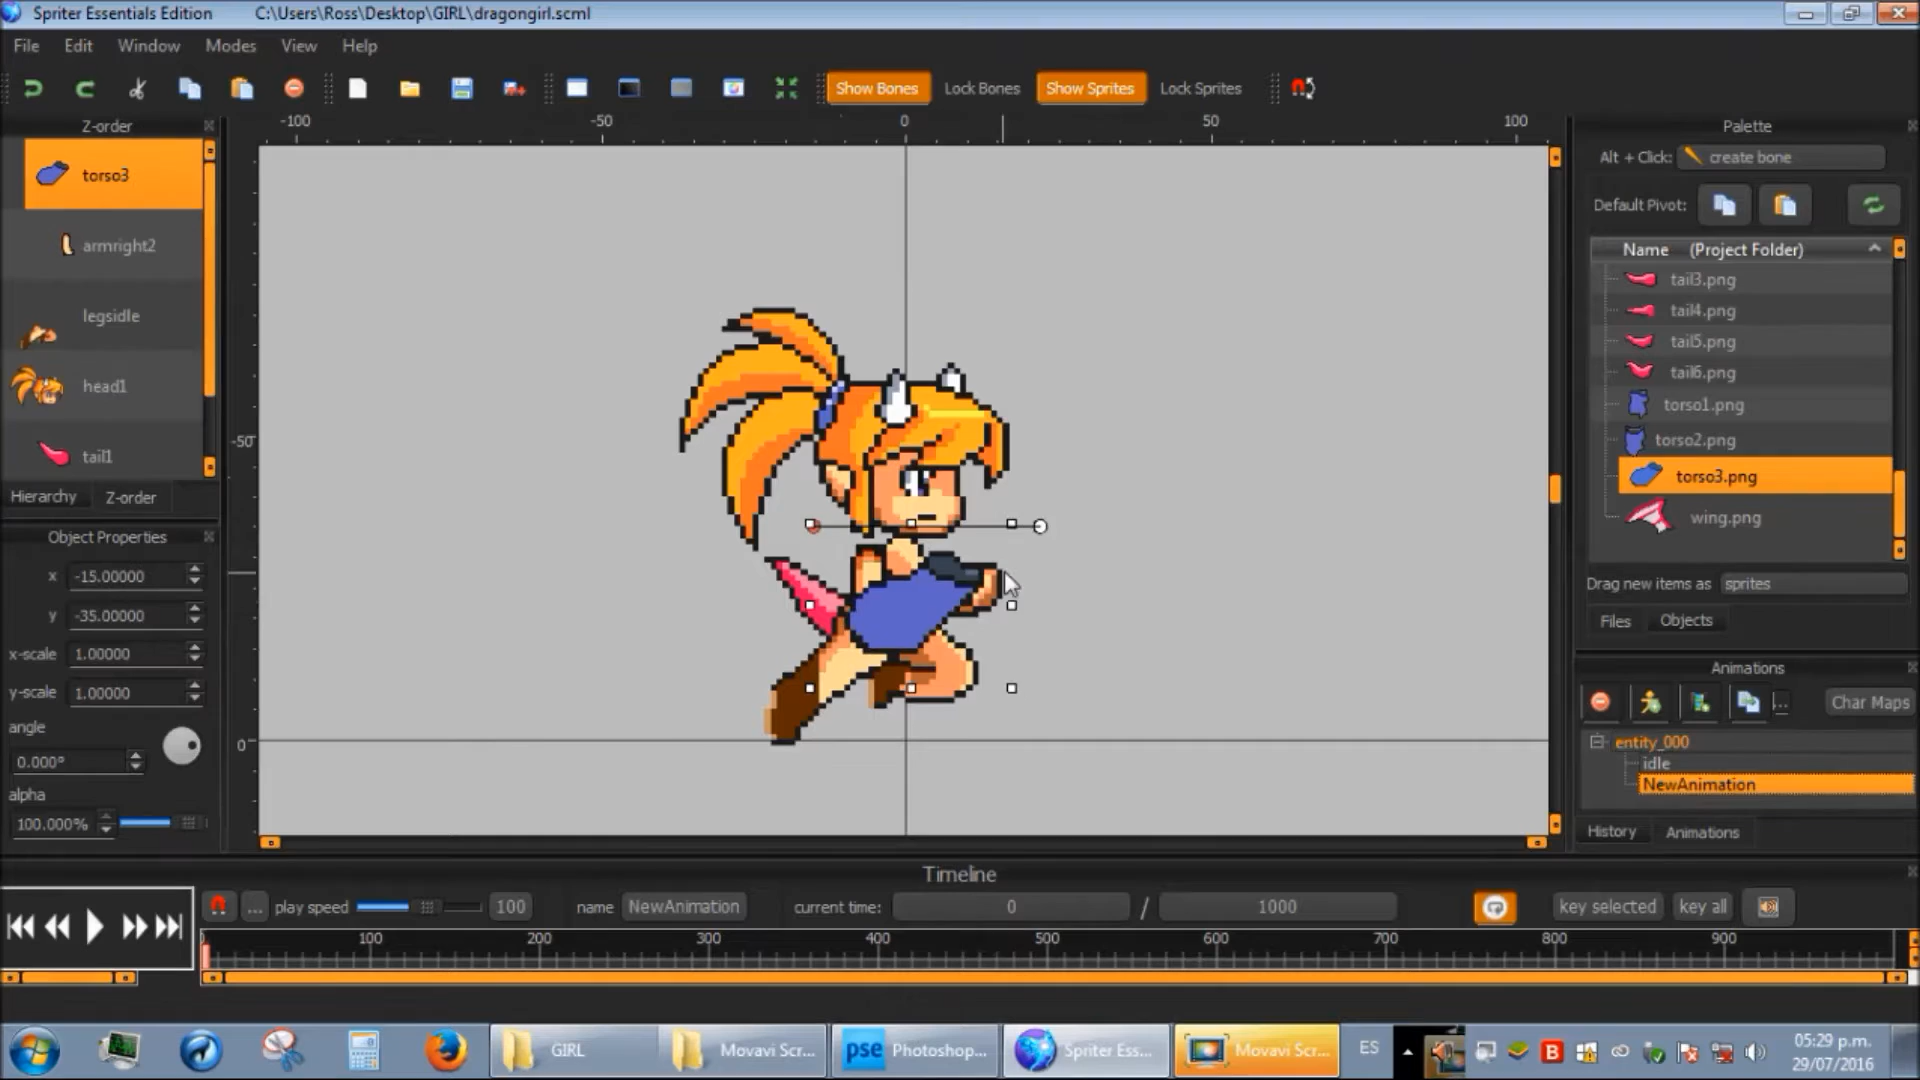 Spriter Essentials Edition C:\Users\Ross\Desktop\GIRL\dragongirl.scml
File Edit Window Modes View Help
Show Bones Lock Bones Show Sprites Lock Sprites
Z-order
torso3
armright2
legsidle
head1
tail1
Hierarchy Z-order
Object Properties
x -15.00000
y -35.00000
x-scale 1.00000
y-scale 1.00000
angle
0.000°
alpha
100.000%
-100 -50 0 50 100
-50
0
Palette
Alt + Click: create bone
Default Pivot:
Name (Project Folder)
tail3.png
tail4.png
tail5.png
tail6.png
torso1.png
torso2.png
torso3.png
wing.png
Drag new items as sprites
Files Objects
Animations
... Char Maps
entity_000
idle
NewAnimation
History Animations
Timeline
... play speed 100 name NewAnimation current time: 0 / 1000 key selected key all
100 200 300 400 500 600 700 800 900
GIRL Movavi Scr... pse Photoshop... Spriter Ess... Movavi Scr... ES B 05:29 p.m.
29/07/2016